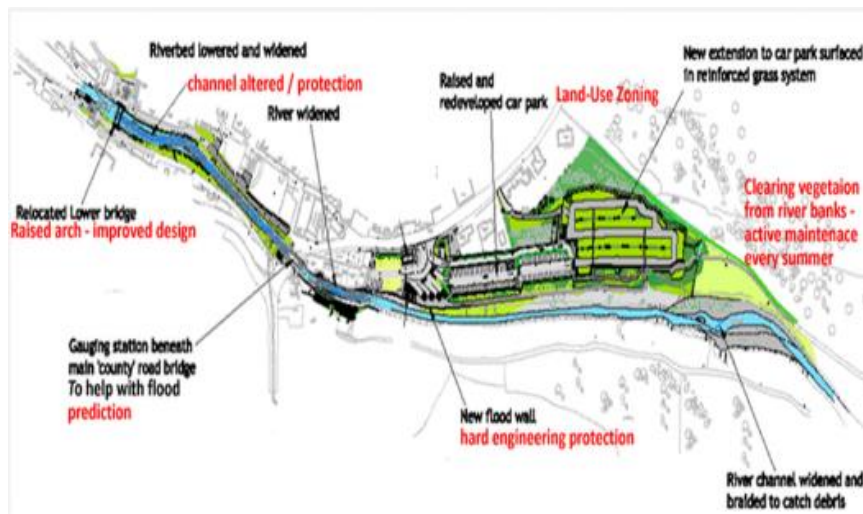 Riverbed lowered and widened
channel altered / protection
River widened
Raised and
redeveloped car park
Land-Use Zoning
New extension to car park surfaced
in reinforced grass system
Clearing vegetaion
from river banks -
active maintenace
every summer
Relocated Lower bridge
Raised arch - improved design
Gauging station beneath
main 'county' road bridge
To help with flood
prediction
New flood wall
hard engineering protection
River channel widened and
braided to catch debris